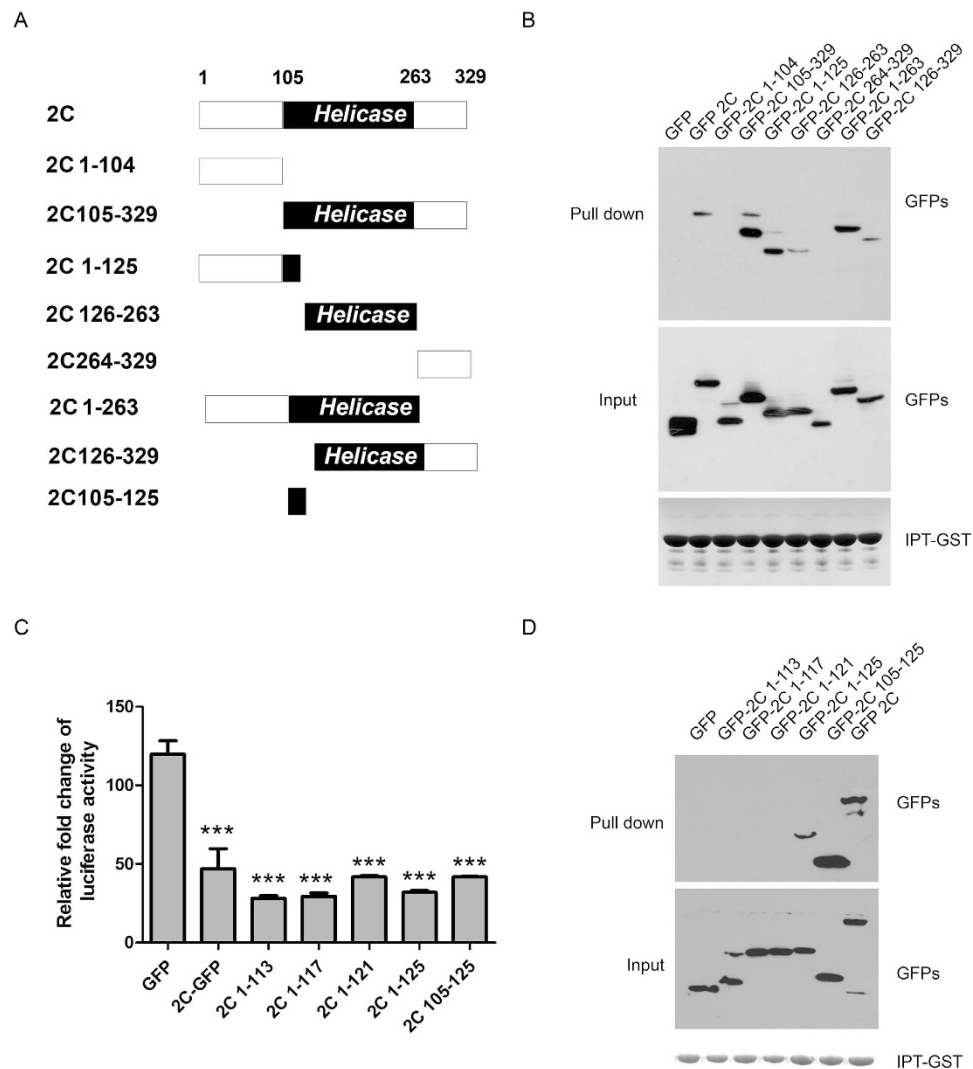 A
1 105 263 329
2C Helicase
2C 1-104
2C105-329 Helicase
2C 1-125
2C 126-263 Helicase
2C264-329
2C 1-263 Helicase
2C126-329 Helicase
2C105-125
B
GFP
GFP 2C
GFP-2C 1-104
GFP-2C 105-329
GFP-2C 1-125
GFP-2C 126-263
GFP-2C 264-329
GFP-2C 1-263
GFP-2C 126-329
Pull down
GFPs
Input
GFPs
IPT-GST
C
Relative fold change of
luciferase activity
150
100
50
0
***
***
***
***
***
***
GFP
2C-GFP
2C 1-113
2C 1-117
2C 1-121
2C 1-125
2C 105-125
D
GFP
GFP-2C 1-113
GFP-2C 1-117
GFP-2C 1-121
GFP-2C 1-125
GFP-2C 105-125
GFP 2C
Pull down
GFPs
Input
GFPs
IPT-GST